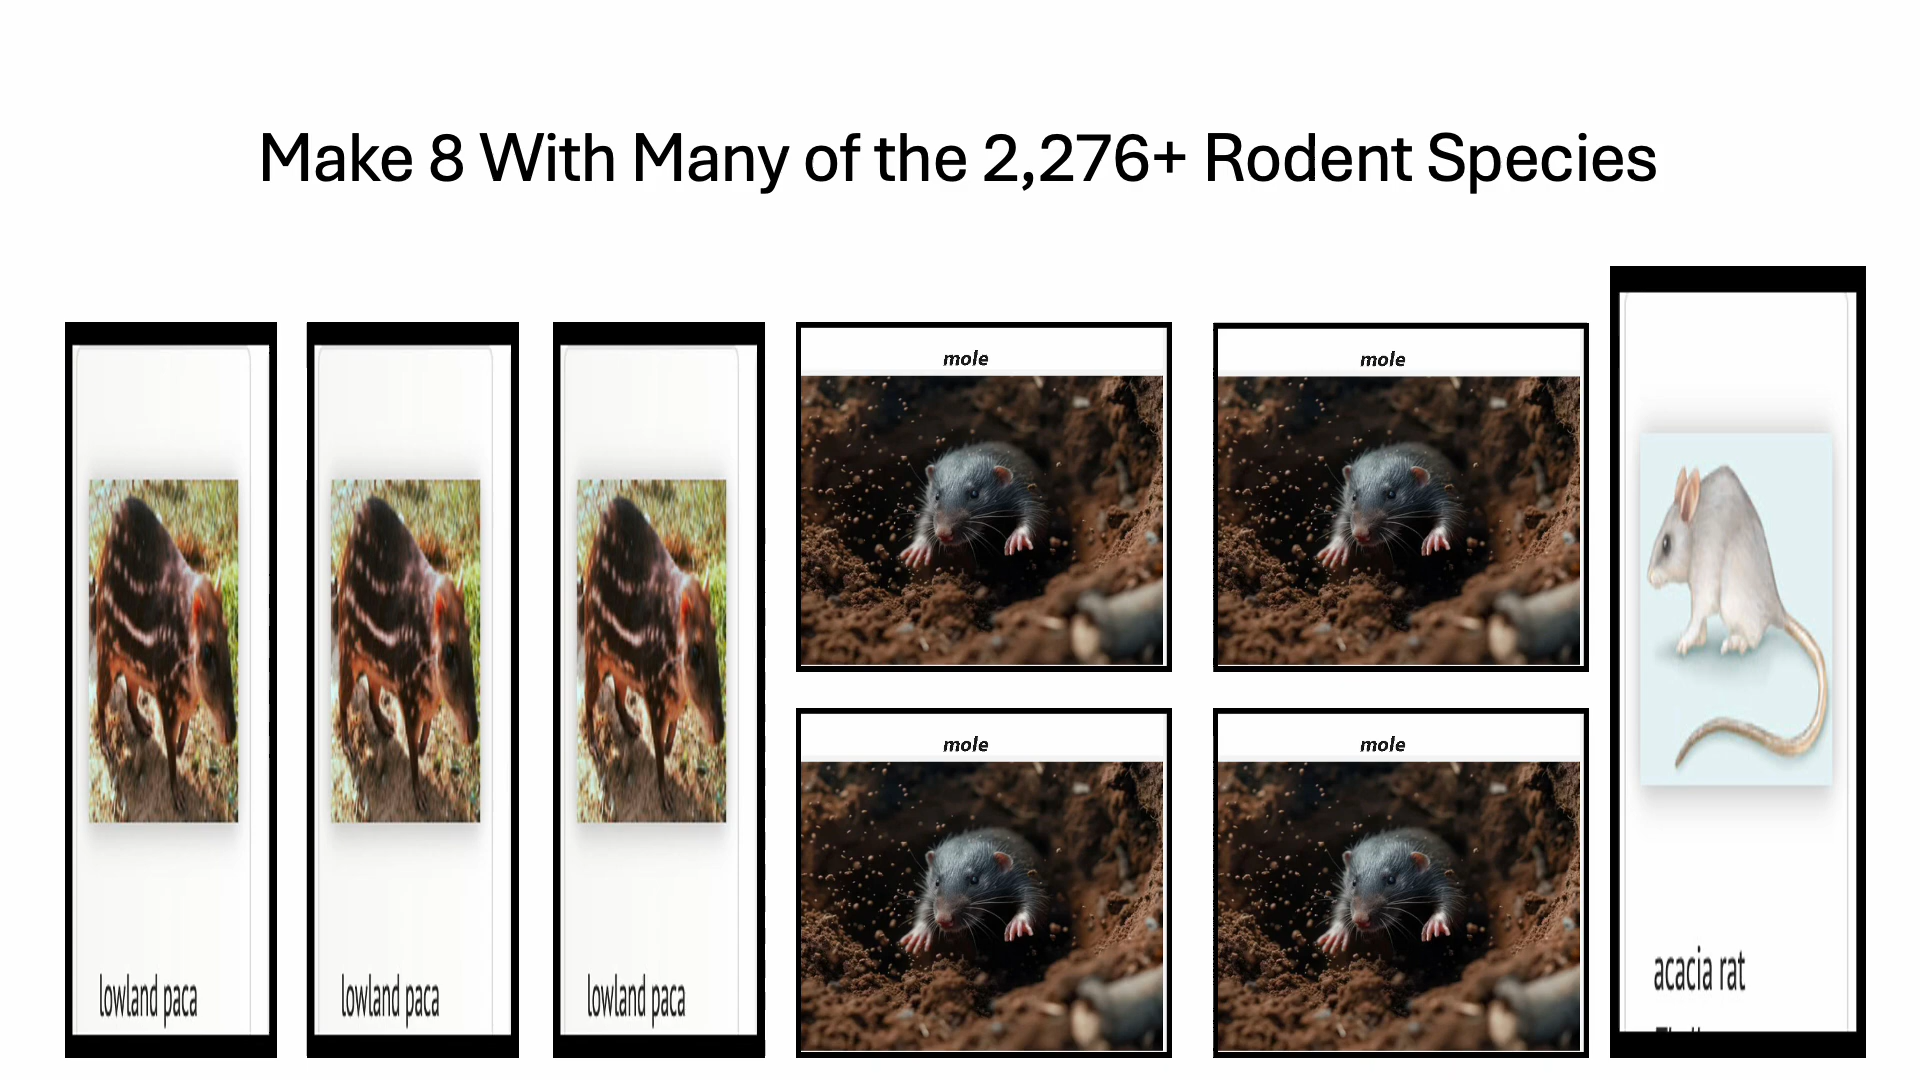 Make 8 With Many of the 2,276+ Rodent Species
mole
mole
mole
mole
lowland paca
lowland paca
lowland paca
acacia rat